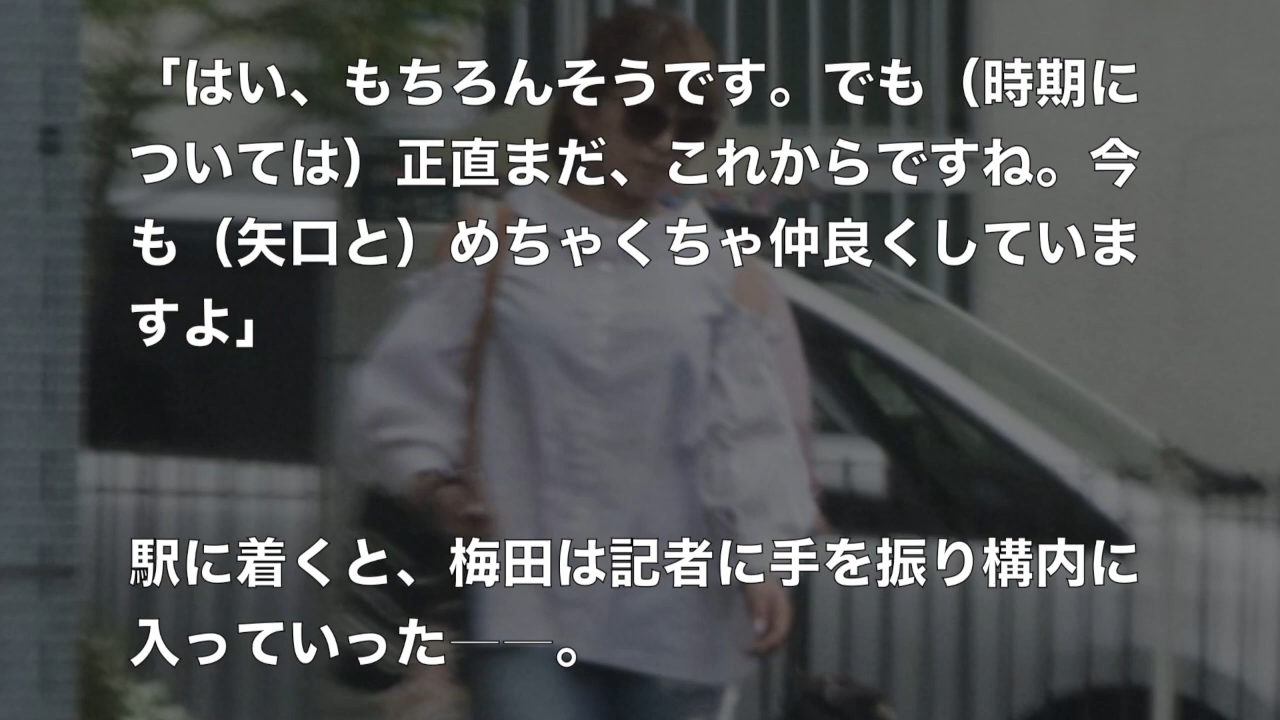 「はい、もちろんそうです。でも（時期に
ついては）正直まだ、これからですね。今
も（矢口と）めちゃくちゃ仲良くしていま
すよ」
駅に着くと、梅田は記者に手を振り構内に
入っていった――。